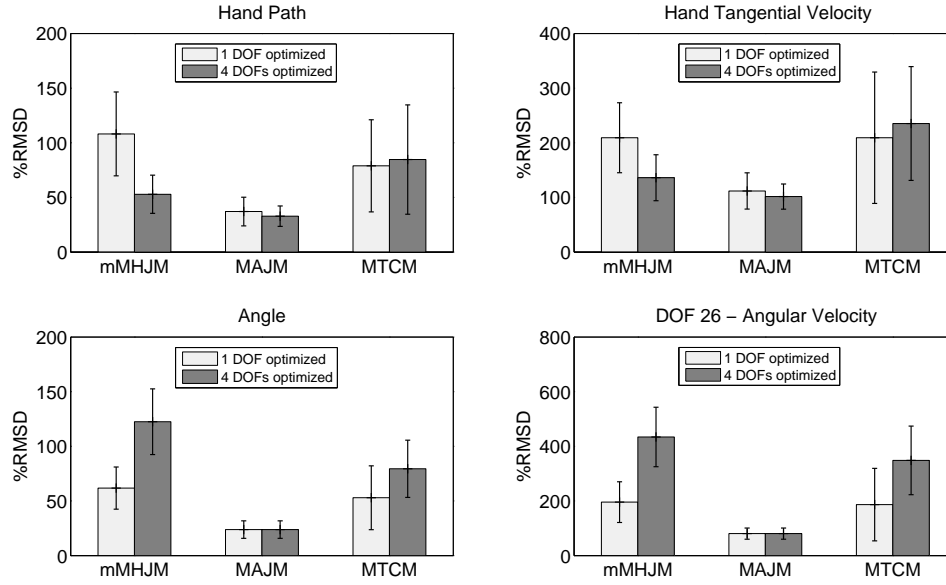 Hand Path
200
150
100
50
0
%RMSD
1 DOF optimized
4 DOFs optimized
mMHJM
MAJM
MTCM
Hand Tangential Velocity
400
300
200
100
0
%RMSD
1 DOF optimized
4 DOFs optimized
mMHJM
MAJM
MTCM
Angle
200
150
100
50
0
%RMSD
1 DOF optimized
4 DOFs optimized
mMHJM
MAJM
MTCM
DOF 26 – Angular Velocity
800
600
400
200
0
%RMSD
1 DOF optimized
4 DOFs optimized
mMHJM
MAJM
MTCM